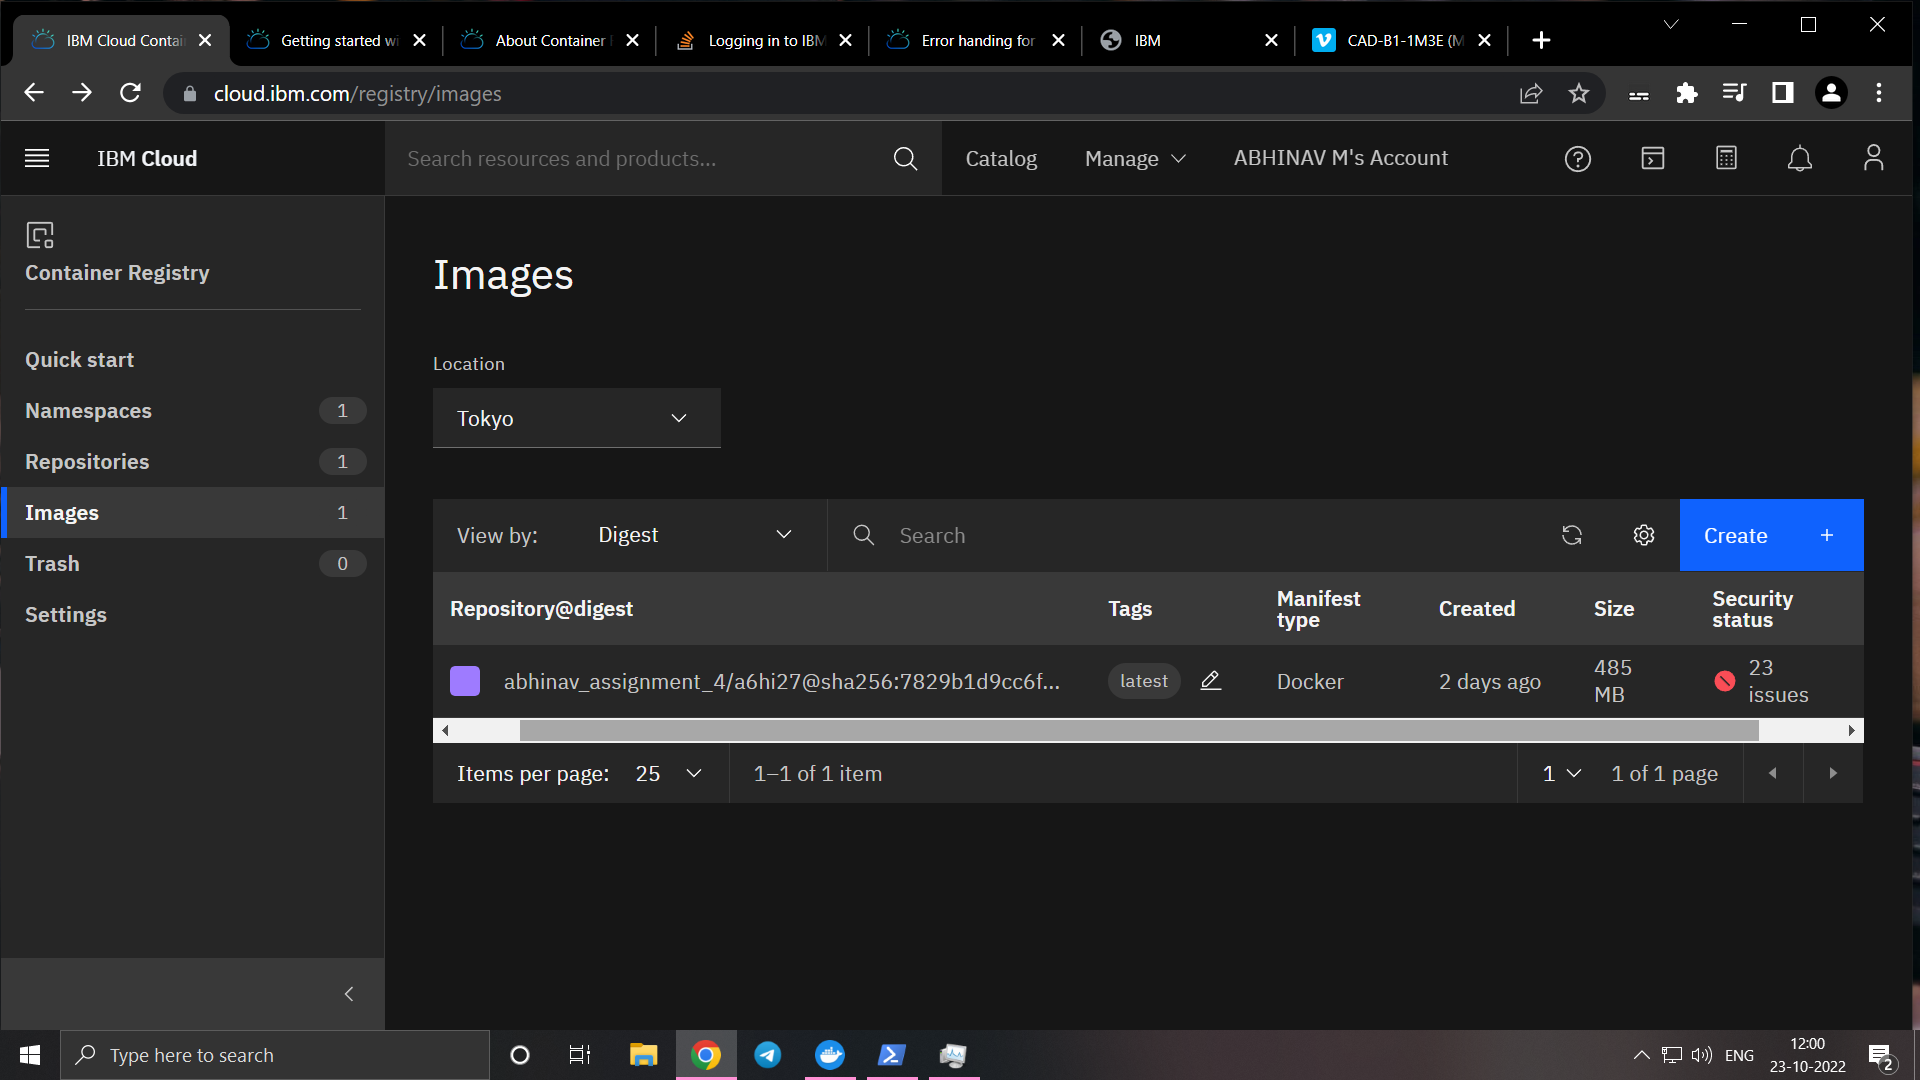 IBM Cloud Contai
Getting started wi
About Container R
Logging in to IBM
Error handing for
IBM
CAD-B1-1M3E (M
cloud.ibm.com/registry/images
IBM Cloud
Search resources and products...
Catalog
Manage
ABHINAV M's Account
Container Registry
Quick start
Namespaces 1
Repositories 1
Images 1
Trash 0
Settings
Images
Location
Tokyo
View by: Digest
Search
Create +
Repository@digest
Tags
Manifest
type
Created
Size
Security
status
abhinav_assignment_4/a6hi27@sha256:7829b1d9cc6f...
latest
Docker
2 days ago
485
MB
23
issues
Items per page: 25
1–1 of 1 item
1
1 of 1 page
Type here to search
ENG
12:00
23-10-2022
2